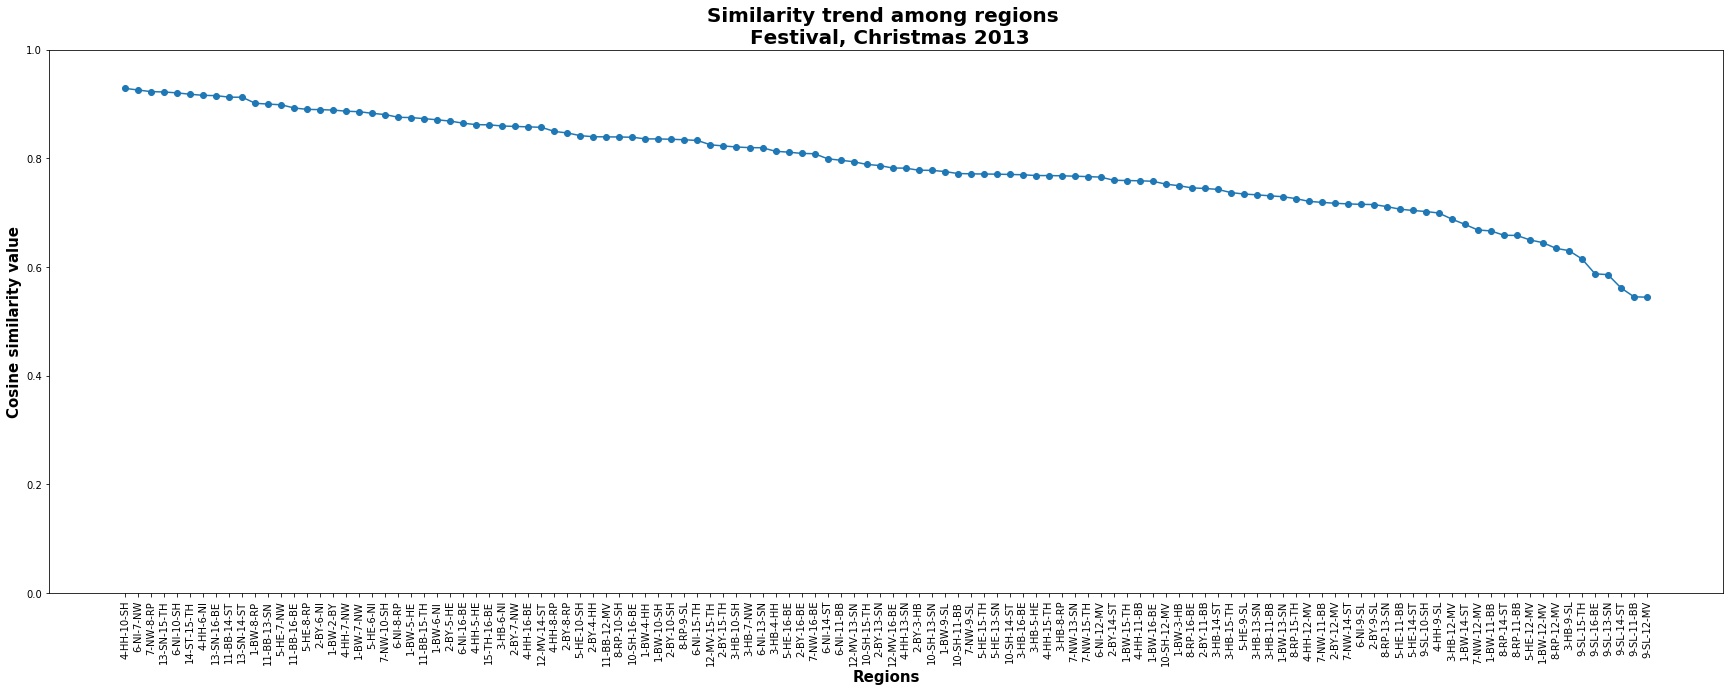 Similarity trend among regions
Festival, Christmas 2013
Cosine similarity value
1.0
0.8
0.6
0.4
0.2
0.0
4-HH-10-SH
6-NI-7-NW
7-NW-8-RP
13-SN-15-TH
6-NI-10-SH
14-ST-15-TH
4-HH-6-NI
13-SN-16-BE
11-BB-14-ST
13-SN-14-ST
1-BW-8-RP
11-BB-13-SN
5-HE-7-NW
11-BB-16-BE
5-HE-8-RP
2-BY-6-NI
1-BW-2-BY
4-HH-7-NW
1-BW-7-NW
5-HE-6-NI
7-NW-10-SH
6-NI-8-RP
1-BW-5-HE
11-BB-15-TH
1-BW-6-NI
2-BY-5-HE
6-NI-16-BE
4-HH-5-HE
15-TH-16-BE
3-HB-6-NI
2-BY-7-NW
4-HH-16-BE
12-MV-14-ST
4-HH-8-RP
2-BY-8-RP
5-HE-10-SH
2-BY-4-HH
11-BB-12-MV
8-RP-10-SH
10-SH-16-BE
1-BW-4-HH
1-BW-10-SH
2-BY-10-SH
8-RP-9-SL
6-NI-15-TH
12-MV-15-TH
2-BY-15-TH
3-HB-10-SH
3-HB-7-NW
6-NI-13-SN
3-HB-4-HH
5-HE-16-BE
2-BY-16-BE
7-NW-16-BE
6-NI-14-ST
6-NI-11-BB
12-MV-13-SN
10-SH-15-TH
2-BY-13-SN
12-MV-16-BE
4-HH-13-SN
2-BY-3-HB
10-SH-13-SN
1-BW-9-SL
10-SH-11-BB
7-NW-9-SL
5-HE-15-TH
5-HE-13-SN
10-SH-14-ST
3-HB-16-BE
3-HB-5-HE
4-HH-15-TH
3-HB-8-RP
7-NW-13-SN
7-NW-15-TH
6-NI-12-MV
2-BY-14-ST
1-BW-15-TH
4-HH-11-BB
1-BW-16-BE
10-SH-12-MV
1-BW-3-HB
8-RP-16-BE
2-BY-11-BB
3-HB-14-ST
3-HB-15-TH
5-HE-9-SL
3-HB-13-SN
3-HB-11-BB
1-BW-13-SN
8-RP-15-TH
4-HH-12-MV
7-NW-11-BB
2-BY-12-MV
7-NW-14-ST
6-NI-9-SL
2-BY-9-SL
8-RP-13-SN
5-HE-11-BB
5-HE-14-ST
9-SL-10-SH
4-HH-9-SL
3-HB-12-MV
1-BW-14-ST
7-NW-12-MV
1-BW-11-BB
8-RP-14-ST
8-RP-11-BB
5-HE-12-MV
1-BW-12-MV
8-RP-12-MV
3-HB-9-SL
9-SL-15-TH
9-SL-16-BE
9-SL-13-SN
9-SL-14-ST
9-SL-11-BB
9-SL-12-MV
Regions